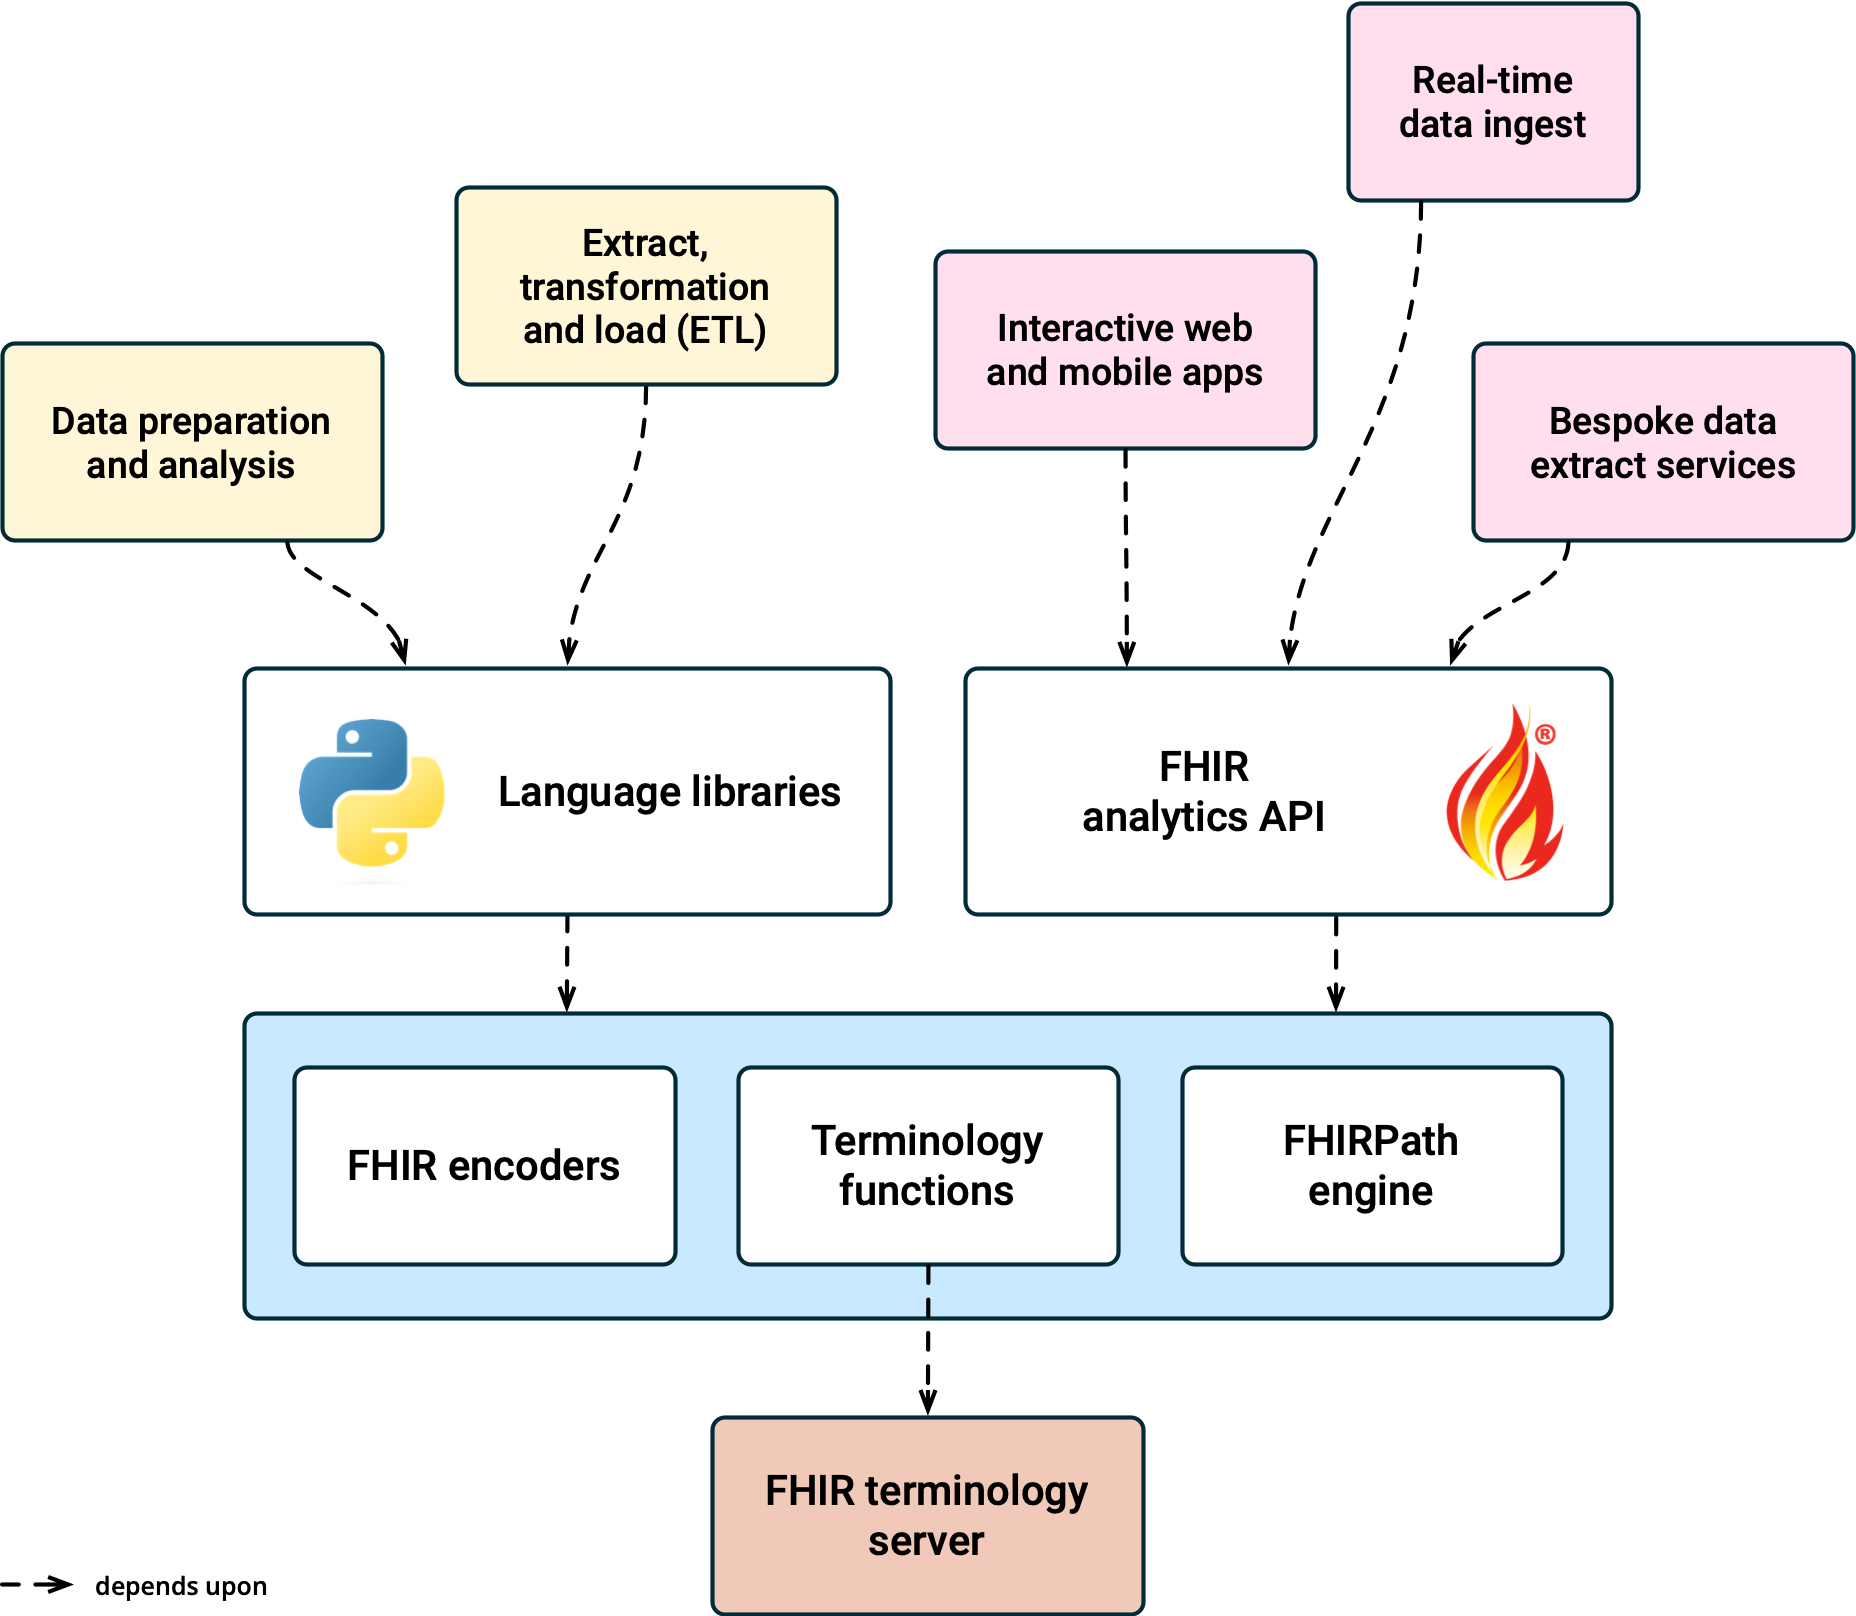 Real-time
data ingest
Extract,
transformation
and load (ETL)
Interactive web
and mobile apps
Data preparation
and analysis
Bespoke data
extract services
Language libraries
FHIR
analytics API
®
FHIR encoders
Terminology
functions
FHIRPath
engine
FHIR terminology
server
depends upon